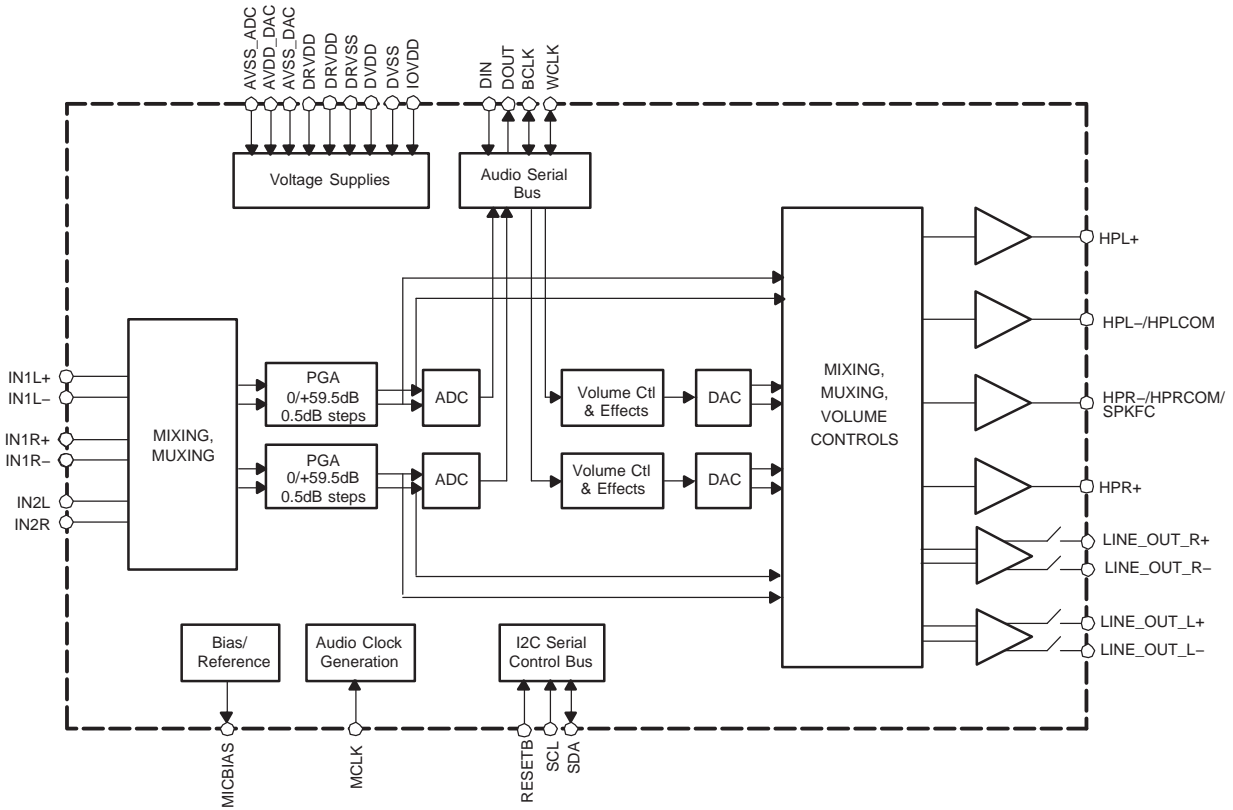 AVSS_ADC
AVDD_DAC
AVSS_DAC
DRVDD
DRVDD
DRVSS
DVDD
DVSS
IOVDD
DIN
DOUT
BCLK
WCLK
Voltage Supplies
Audio Serial
Bus
HPL+
HPL−/HPLCOM
HPR−/HPRCOM/
SPKFC
HPR+
LINE_OUT_R+
LINE_OUT_R−
LINE_OUT_L+
LINE_OUT_L−
IN1L+
IN1L−
IN1R+
IN1R−
IN2L
IN2R
MIXING,
MUXING
PGA
0/+59.5dB
0.5dB steps
ADC
PGA
0/+59.5dB
0.5dB steps
ADC
Volume Ctl
& Effects
DAC
Volume Ctl
& Effects
DAC
MIXING,
MUXING,
VOLUME
CONTROLS
Bias/
Reference
Audio Clock
Generation
I2C Serial
Control Bus
MICBIAS
MCLK
RESETB
SCL
SDA